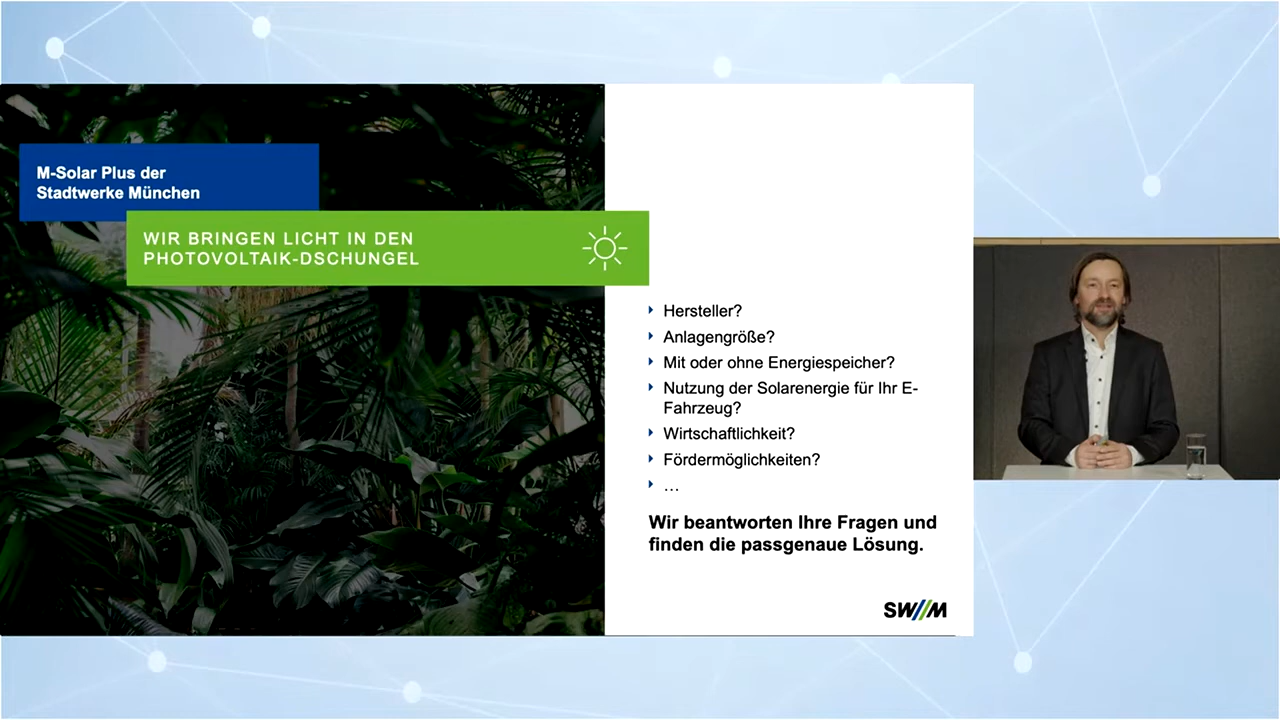 M-Solar Plus der
Stadtwerke München
WIR BRINGEN LICHT IN DEN
PHOTOVOLTAIK-DSCHUNGEL
Hersteller?
Anlagengröße?
Mit oder ohne Energiespeicher?
Nutzung der Solarenergie für Ihr E-
Fahrzeug?
Wirtschaftlichkeit?
Fördermöglichkeiten?
…
Wir beantworten Ihre Fragen und
finden die passgenaue Lösung.
SW//M